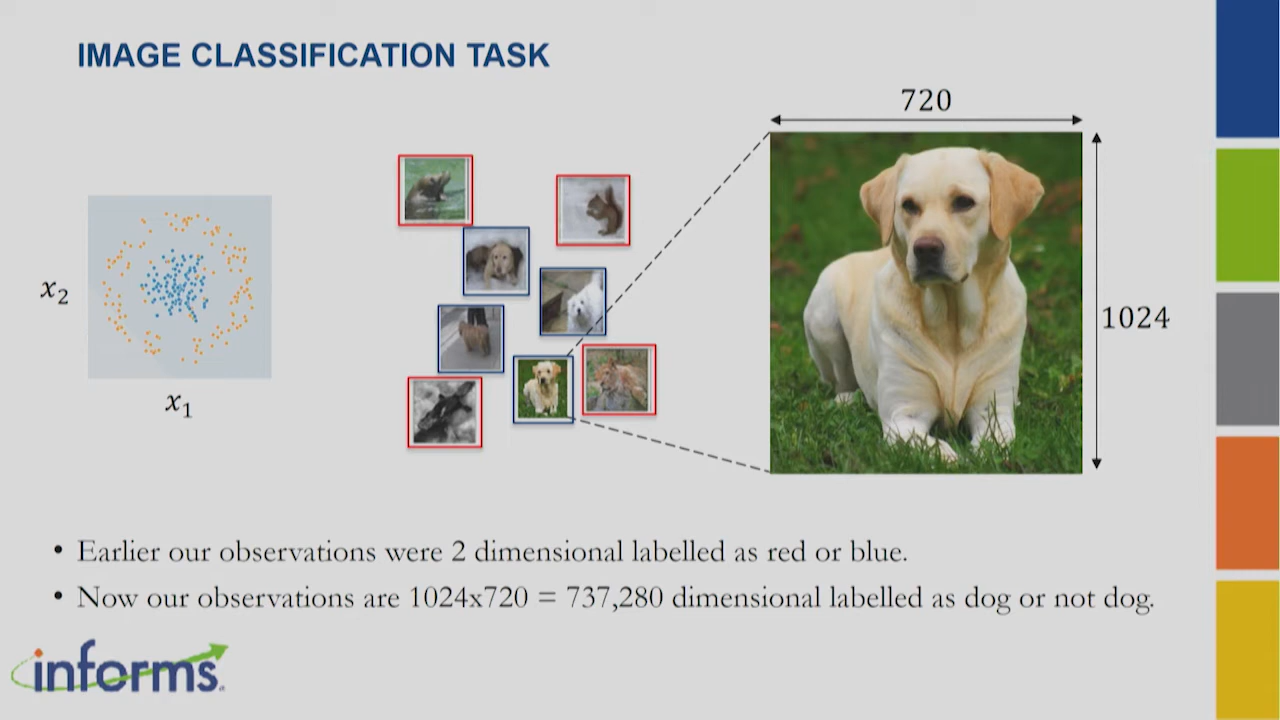 IMAGE CLASSIFICATION TASK
720
x₂
1024
x₁
• Earlier our observations were 2 dimensional labelled as red or blue.
• Now our observations are 1024x720 = 737,280 dimensional labelled as dog or not dog.
informs